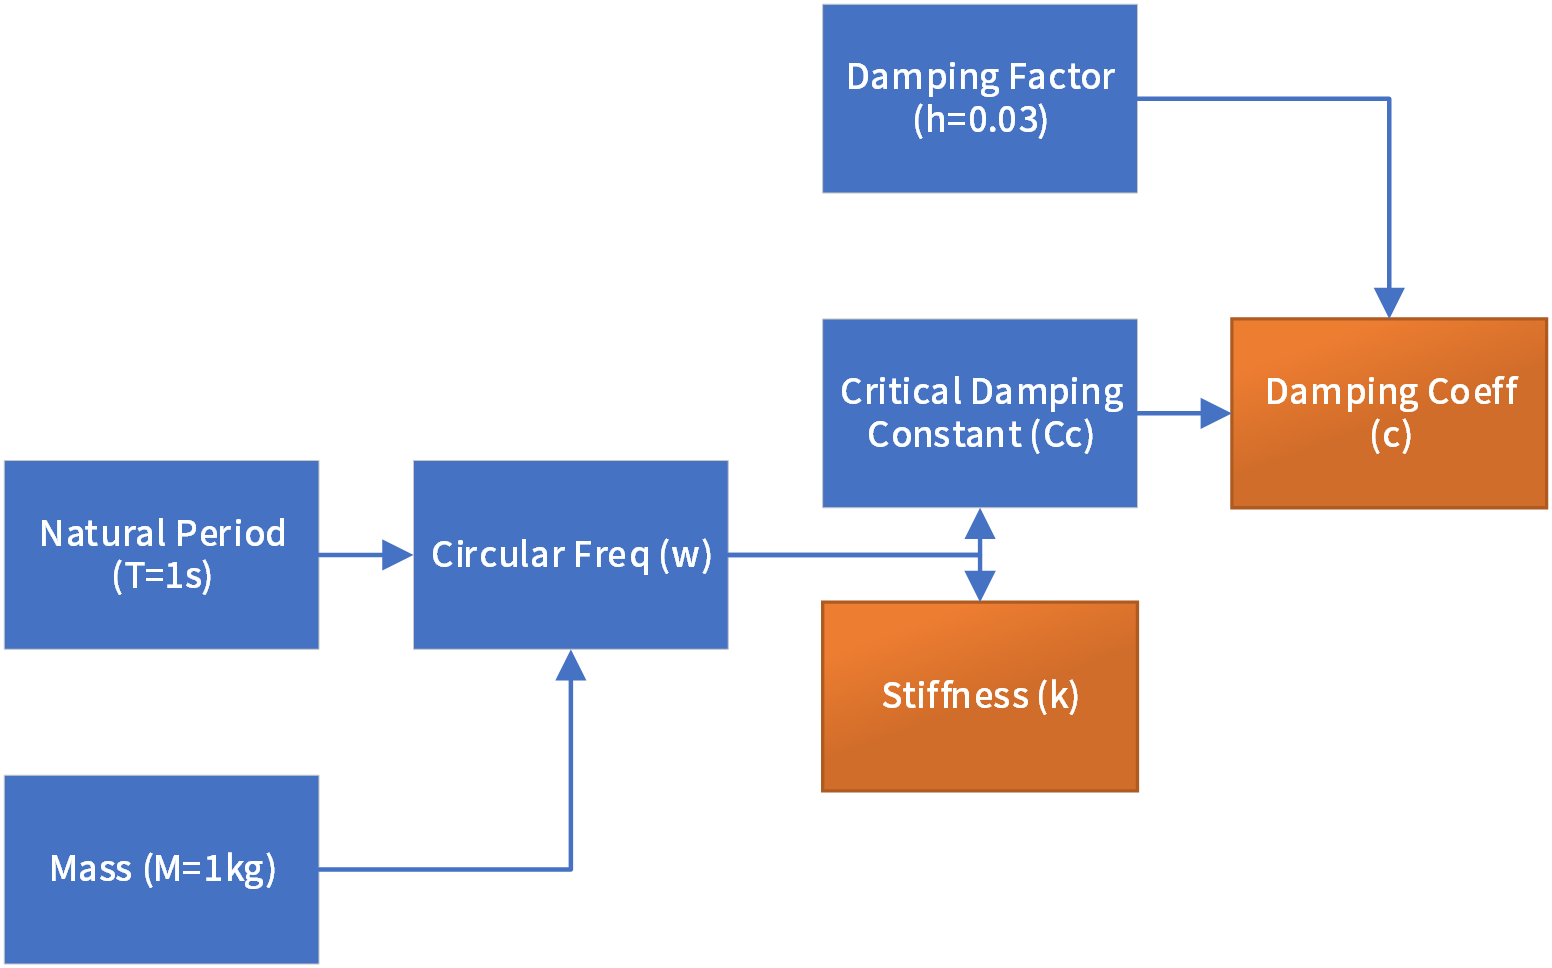 Damping Factor
(h=0.03)
Critical Damping
Constant (Cc)
Damping Coeff
(c)
Natural Period
(T=1s)
Circular Freq (w)
Stiffness (k)
Mass (M=1kg)